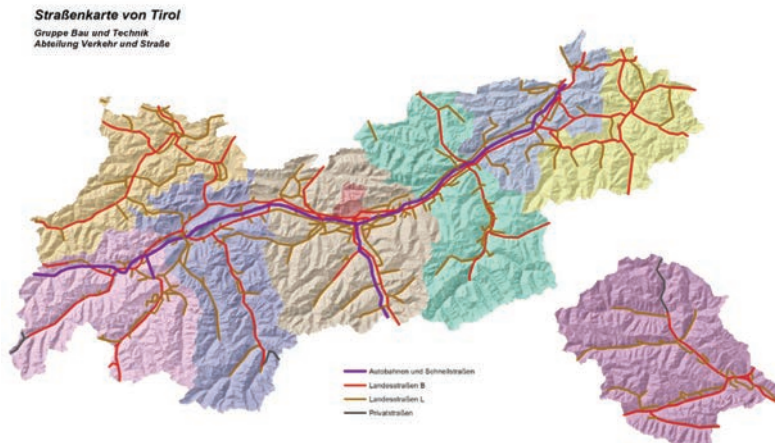 Straßenkarte von Tirol
Gruppe Bau und Technik
Abteilung Verkehr und Straße
Autobahnen und Schnellstraßen
Landesstraßen B
Landesstraßen L
Privatstraßen